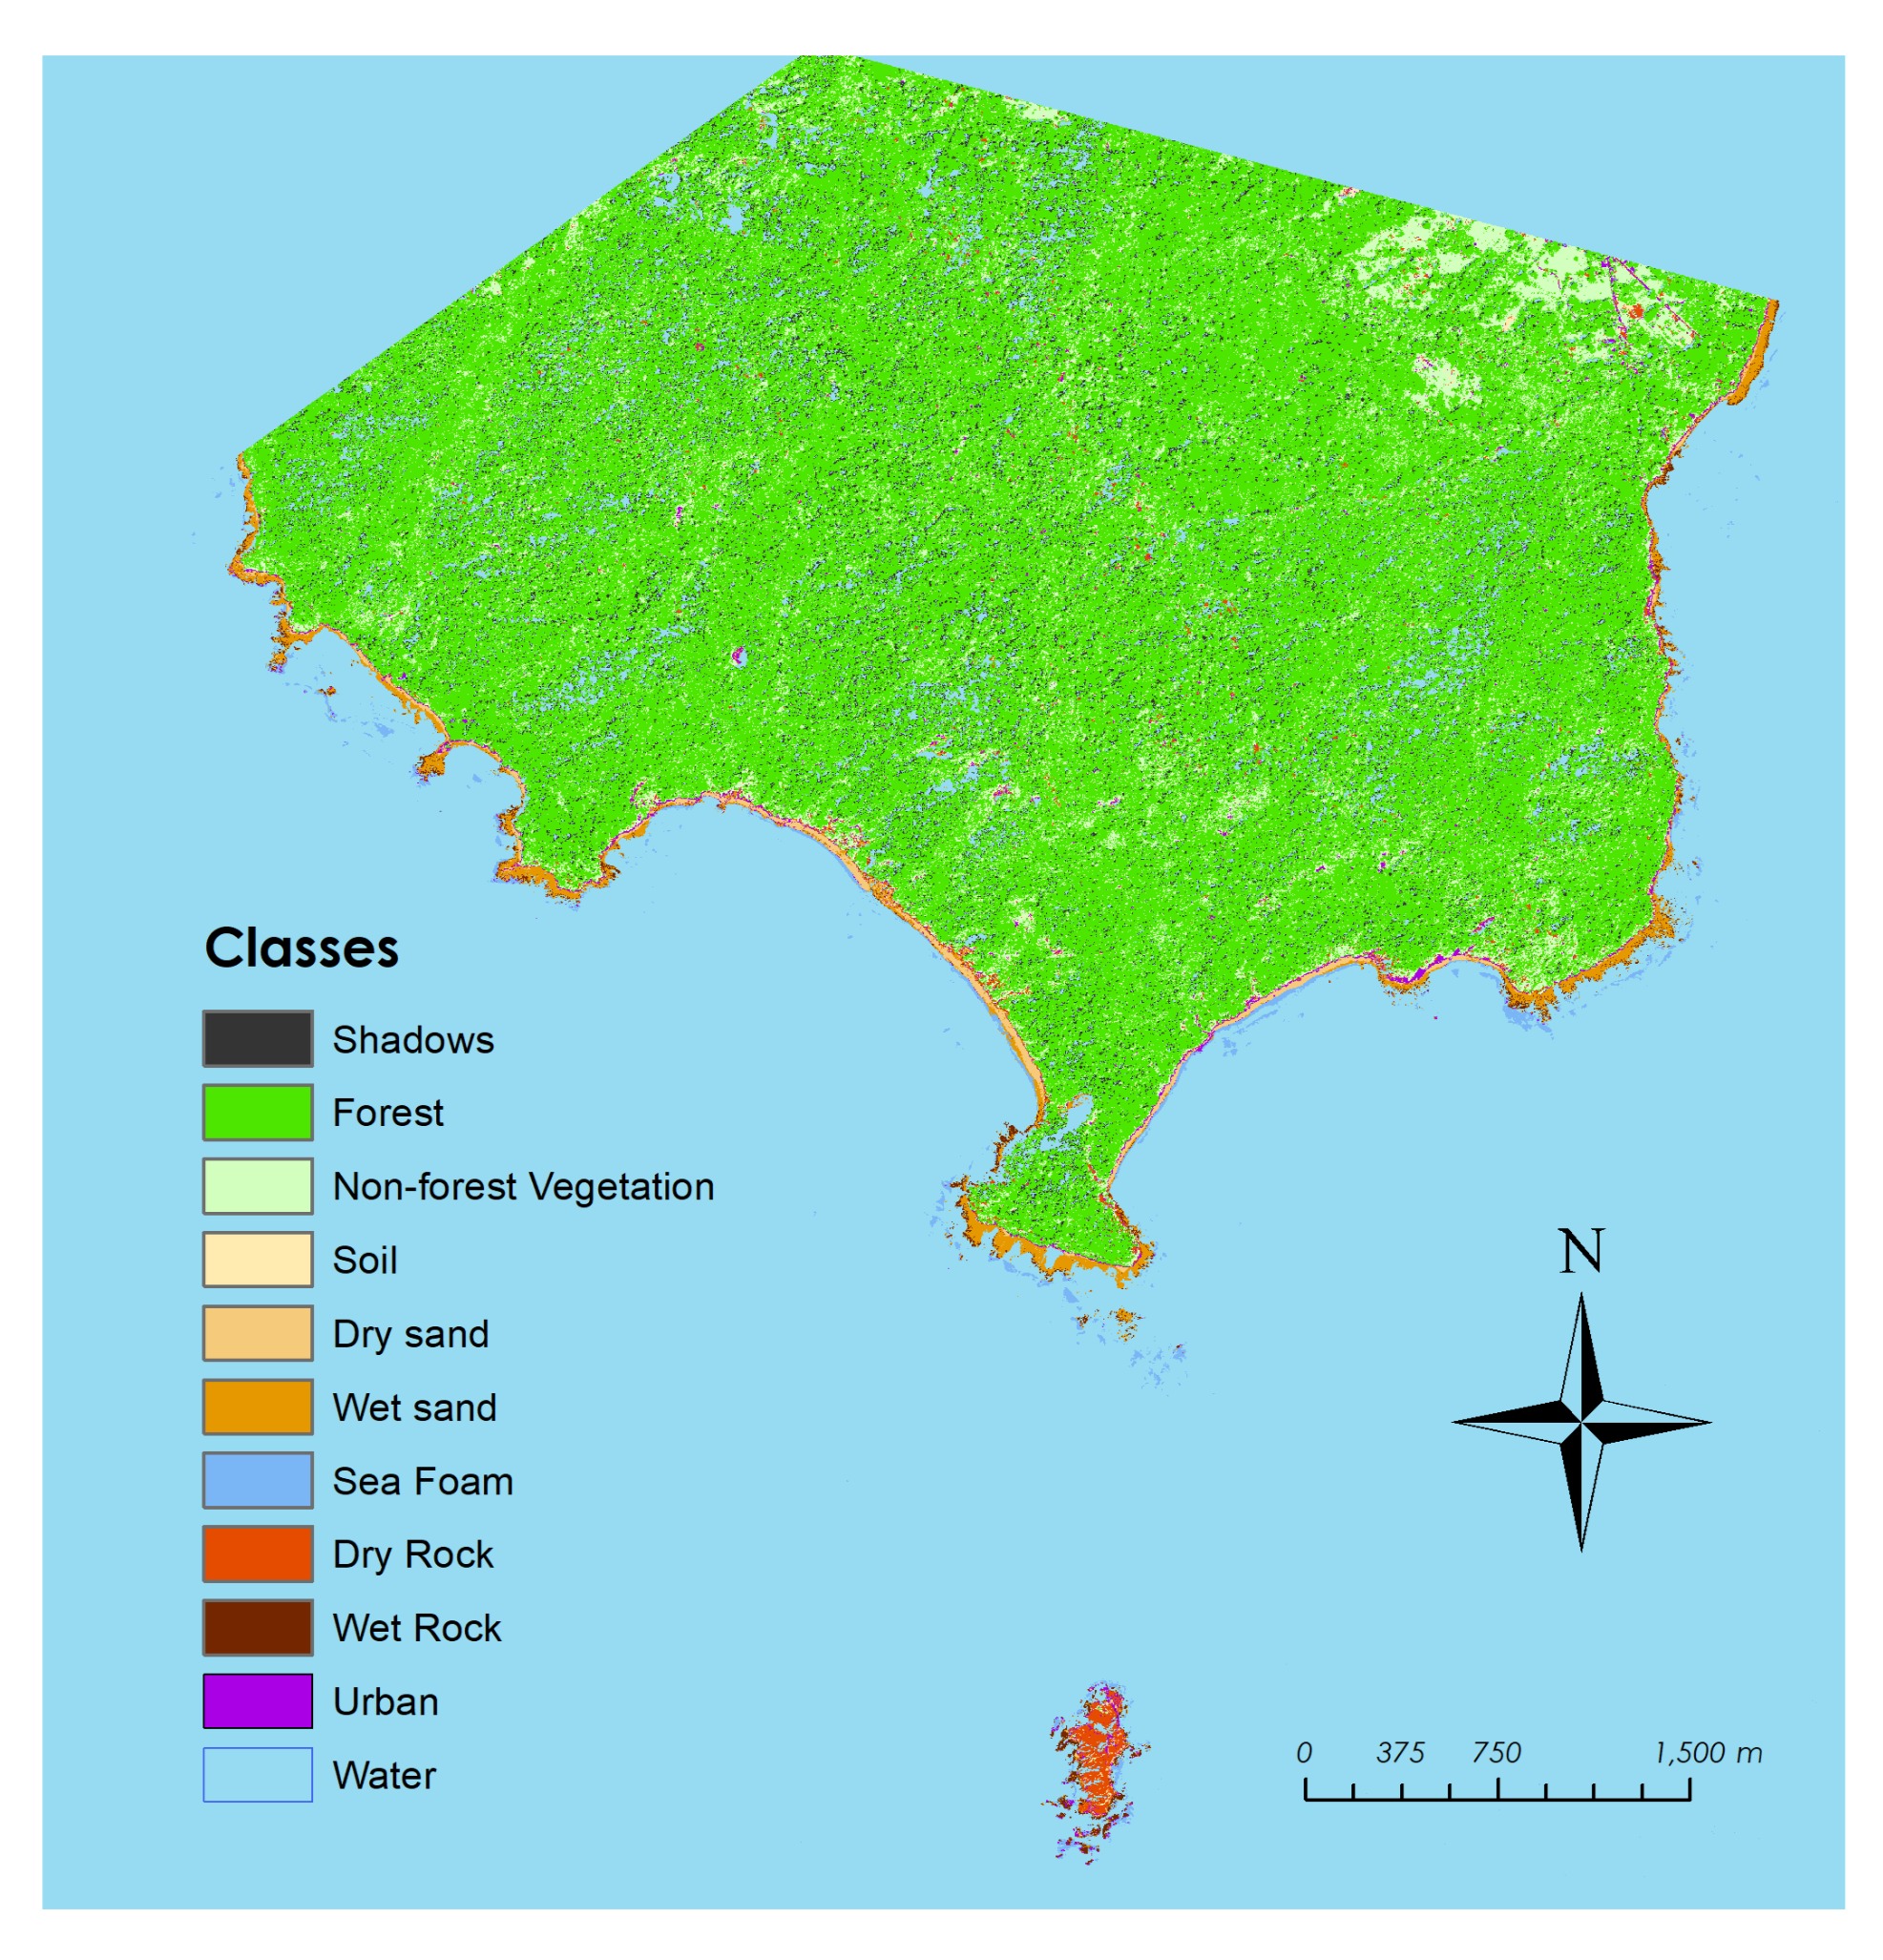 Classes
Shadows
Forest
Non-forest Vegetation
Soil
Dry sand
Wet sand
Sea Foam
Dry Rock
Wet Rock
Urban
Water
N
0 375 750 1,500 m